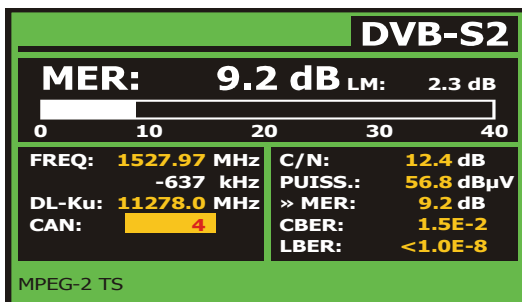 DVB-S2
MER: 9.2 dB LM: 2.3 dB
0 10 20 30 40
FREQ: 1527.97 MHz
-637 kHz
DL-Ku: 11278.0 MHz
CAN: 4
C/N: 12.4 dB
PUISS.: 56.8 dBµV
» MER: 9.2 dB
CBER: 1.5E-2
LBER: <1.0E-8
MPEG-2 TS